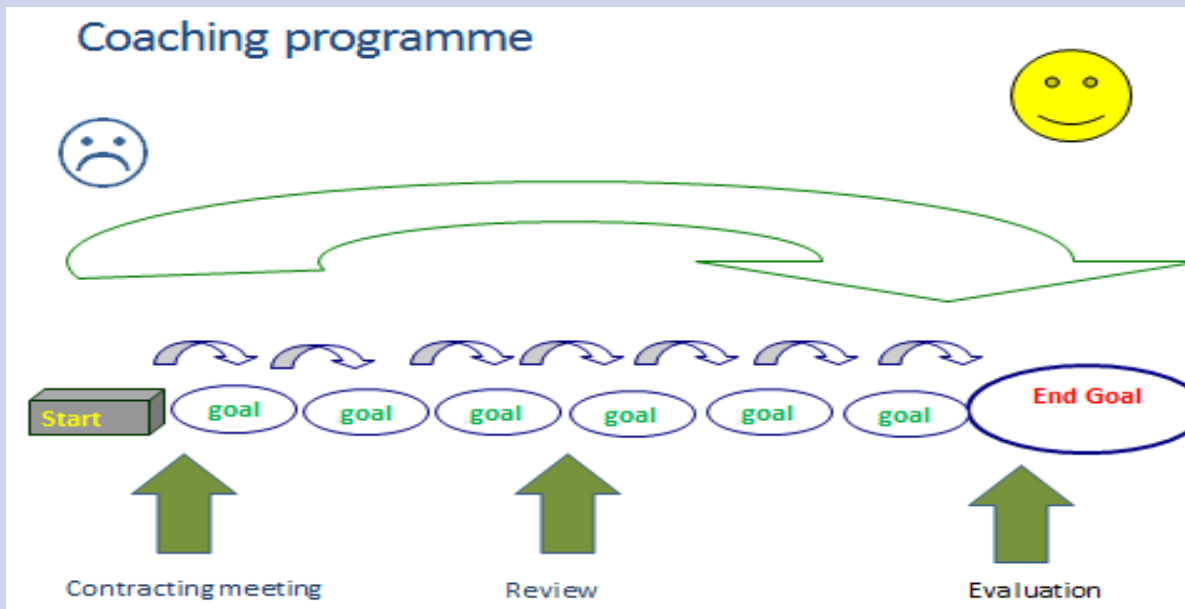 Coaching programme
Start
goal
goal
goal
goal
goal
goal
End Goal
Contracting meeting
Review
Evaluation